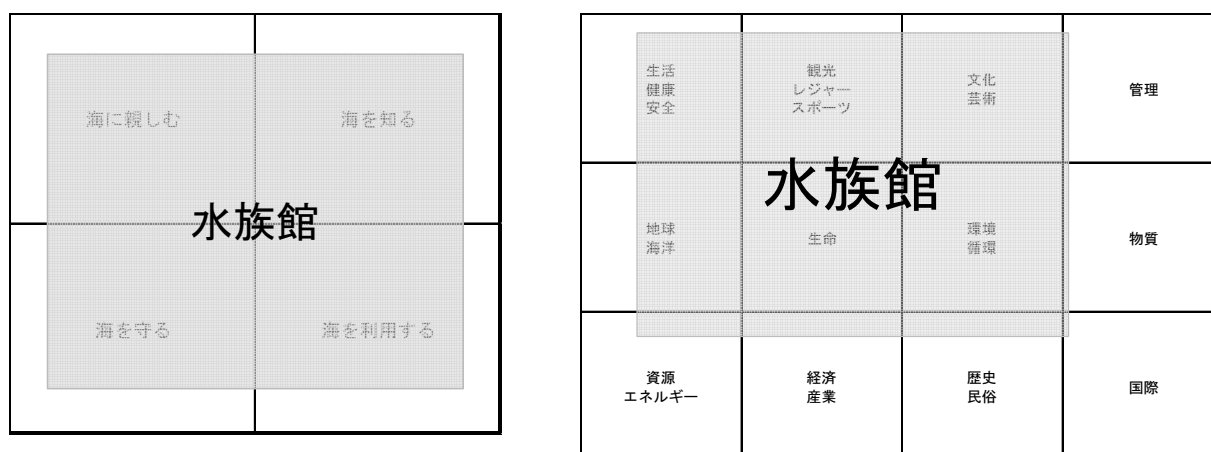 海に親しむ
海を知る
水族館
海を守る
海を利用する
生活
健康
安全
観光
レジャー
スポーツ
文化
芸術
管理
水族館
地球
海洋
生命
環境
循環
物質
資源
エネルギー
経済
産業
歴史
民俗
国際